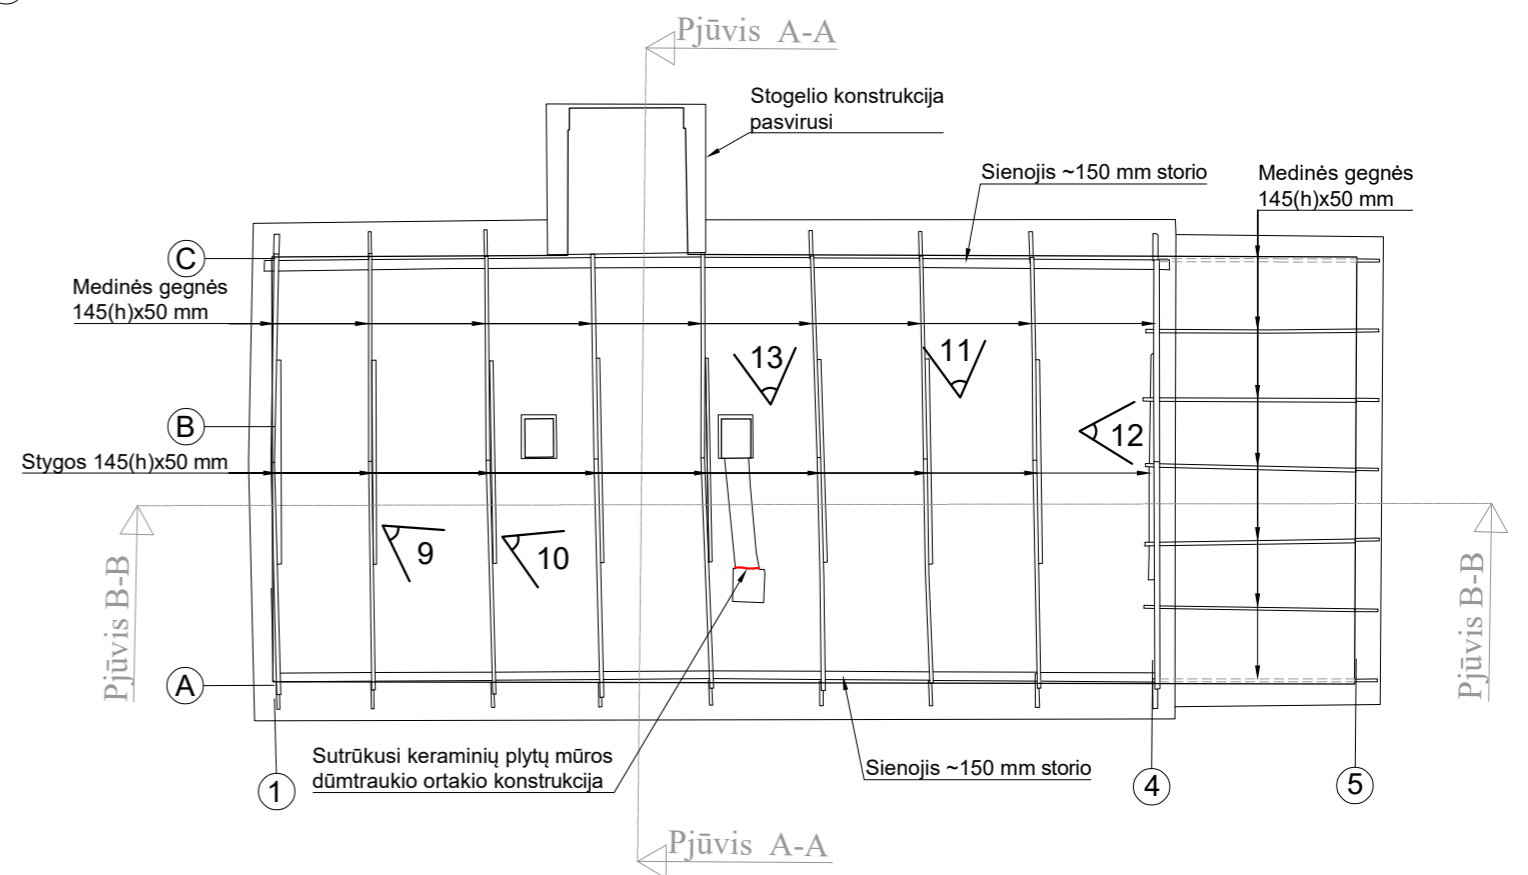 Pjūvis A-A
Stogelio konstrukcija
pasvirusi
Sienojis ~150 mm storio
Medinės gegnės
145(h)x50 mm
C
Medinės gegnės
145(h)x50 mm
13
11
B
12
Stygos 145(h)x50 mm
9
10
Pjūvis B-B
Pjūvis B-B
A
Sutrūkusi keraminių plytų mūros
dūmtraukio ortakio konstrukcija
Sienojis ~150 mm storio
1
4
5
Pjūvis A-A